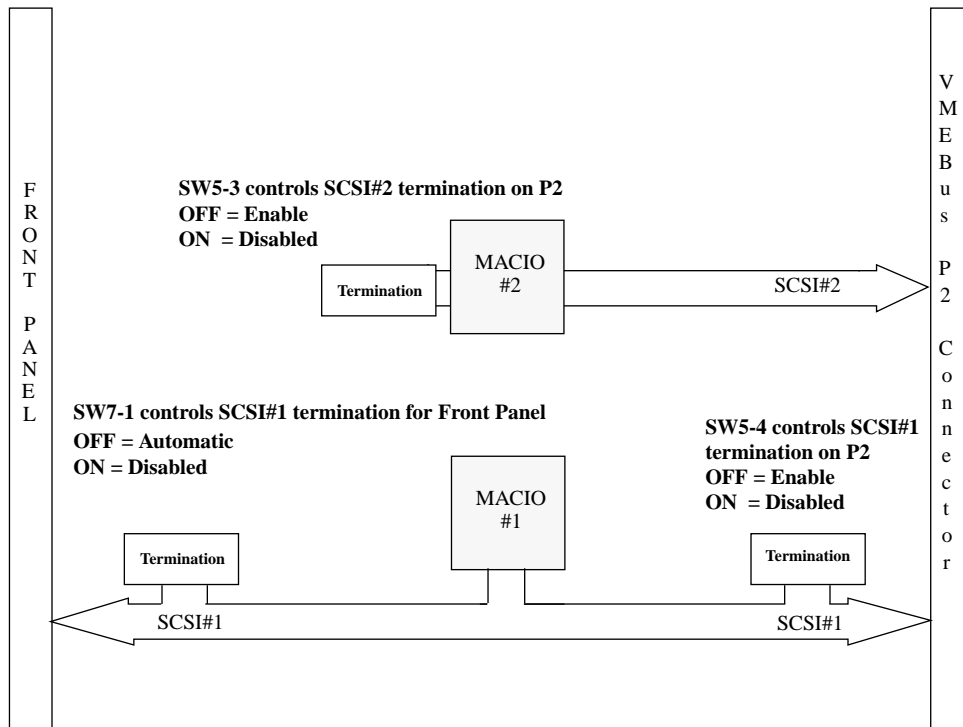 FRONT PANEL
VMEBus P2 Connector
SW5-3 controls SCSI#2 termination on P2
OFF = Enable
ON = Disabled
MACIO
#2
Termination
SCSI#2
SW7-1 controls SCSI#1 termination for Front Panel
OFF = Automatic
ON = Disabled
SW5-4 controls SCSI#1
termination on P2
OFF = Enable
ON = Disabled
MACIO
#1
Termination
Termination
SCSI#1
SCSI#1